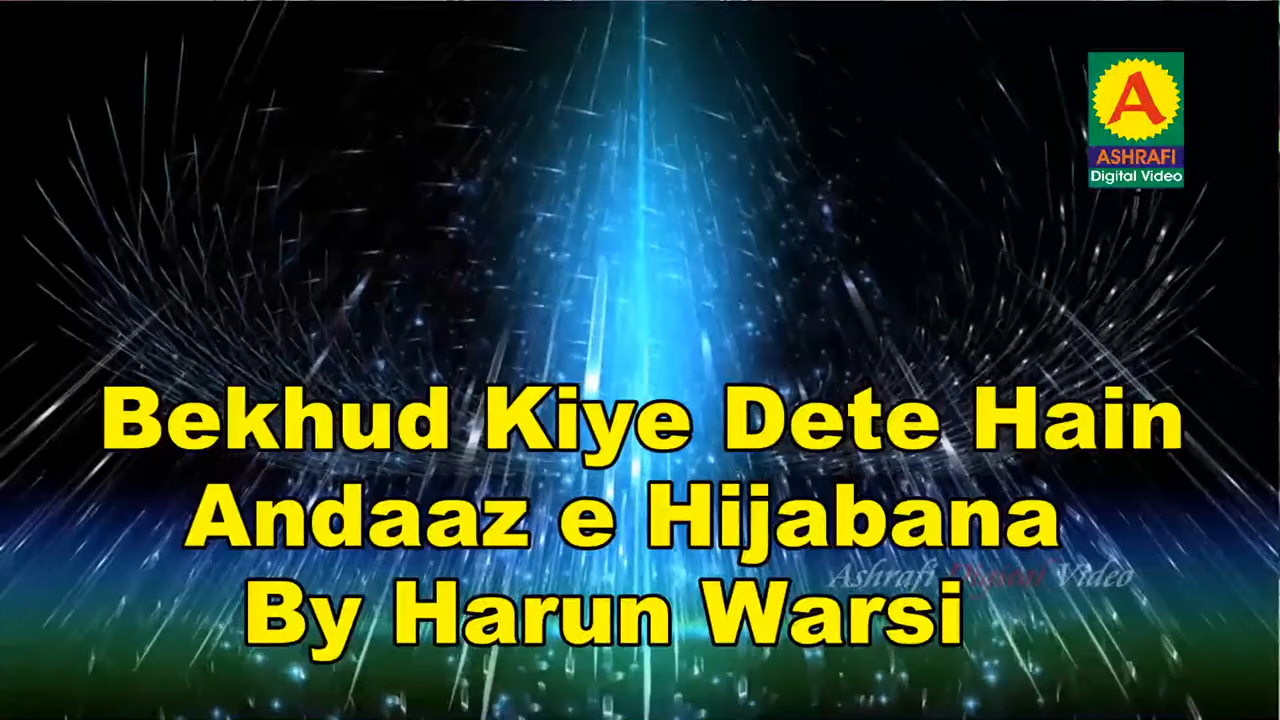 A
ASHRAFI
Digital Video
Bekhud Kiye Dete Hain
Andaaz e Hijabana
Ashrafi Digital Video
By Harun Warsi